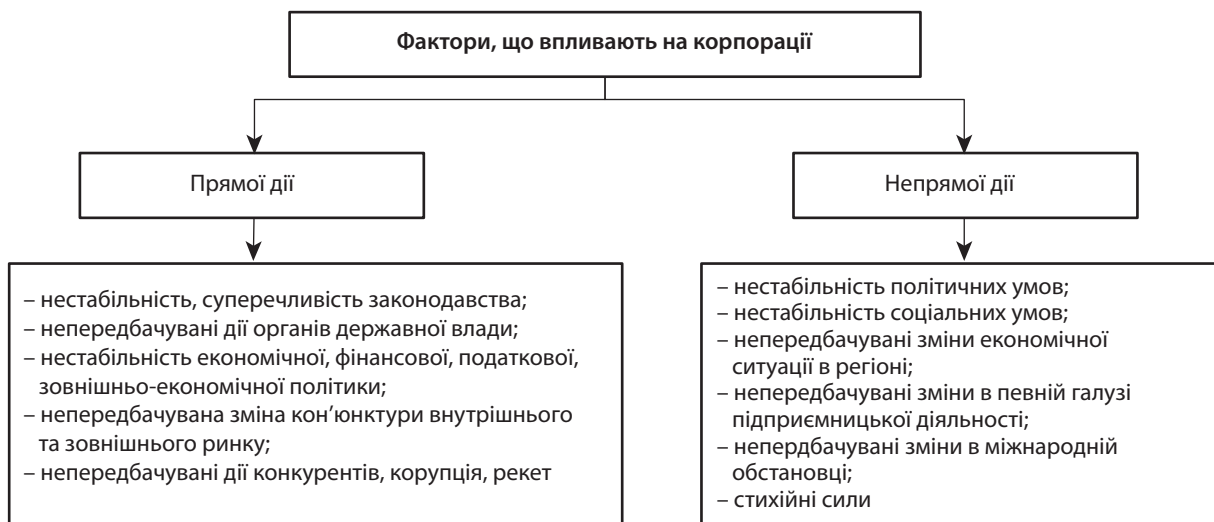 Фактори, що впливають на корпорації
Прямої дії
Непрямої дії
– нестабільність, суперечливість законодавства;
– непередбачувані дії органів державної влади;
– нестабільність економічної, фінансової, податкової,
зовнішньо-економічної політики;
– непередбачувана зміна кон’юнктури внутрішнього
та зовнішнього ринку;
– непередбачувані дії конкурентів, корупція, рекет
– нестабільність політичних умов;
– нестабільність соціальних умов;
– непередбачувані зміни економічної
ситуації в регіоні;
– непередбачувані зміни в певній галузі
підприємницької діяльності;
– непердбачувані зміни в міжнародній
обстановці;
– стихійні сили